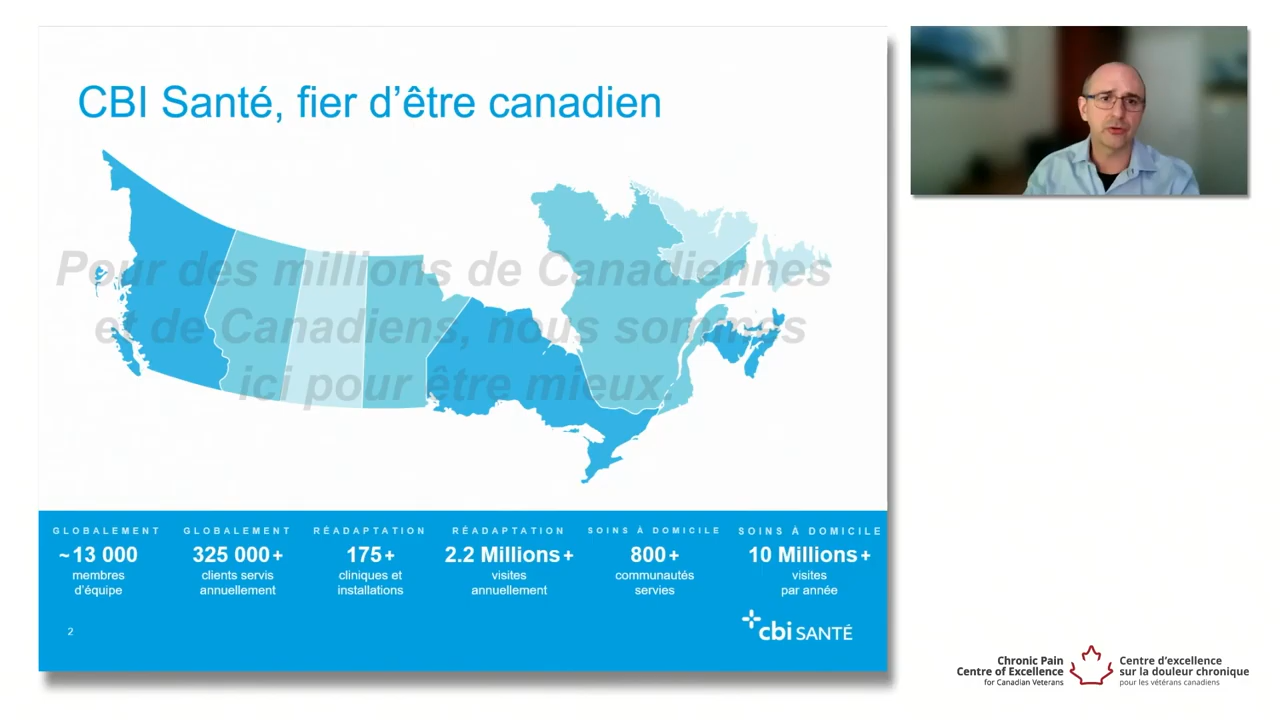 CBI Santé, fier d'être canadien
Pour des millions de Canadiennes
et de Canadiens, nous sommes
ici pour être mieux.
GLOBALEMENT
~13 000
membres
d'équipe
GLOBALEMENT
325 000+
clients servis
annuellement
RÉADAPTATION
175+
cliniques et
installations
RÉADAPTATION
2.2 Millions+
visites
annuellement
SOINS À DOMICILE
800+
communautés
servies
SOINS À DOMICILE
10 Millions+
visites
par année
2
cbi SANTÉ
Chronic Pain
Centre of Excellence
for Canadian Veterans
Centre d'excellence
sur la douleur chronique
pour les vétérans canadiens